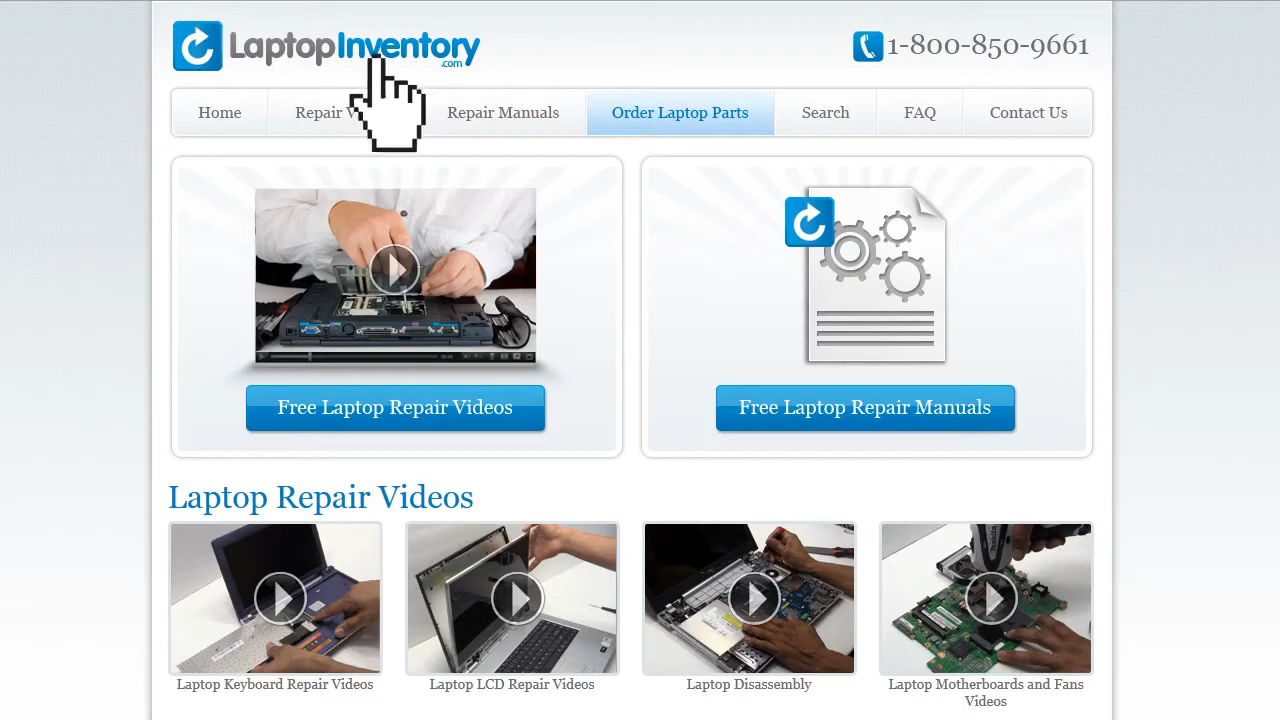 LaptopInventory
.com
1-800-850-9661
Home
Repair V
Repair Manuals
Order Laptop Parts
Search
FAQ
Contact Us
Free Laptop Repair Videos
Free Laptop Repair Manuals
Laptop Repair Videos
Laptop Keyboard Repair Videos
Laptop LCD Repair Videos
Laptop Disassembly
Laptop Motherboards and Fans
Videos